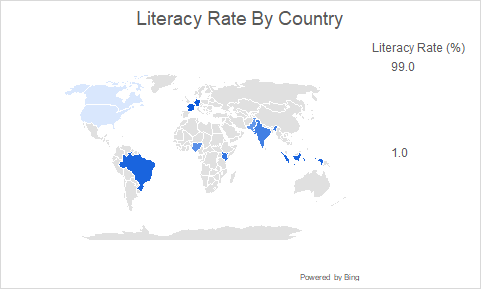 Literacy Rate By Country
Literacy Rate (%)
99.0
1.0
Powered by Bing